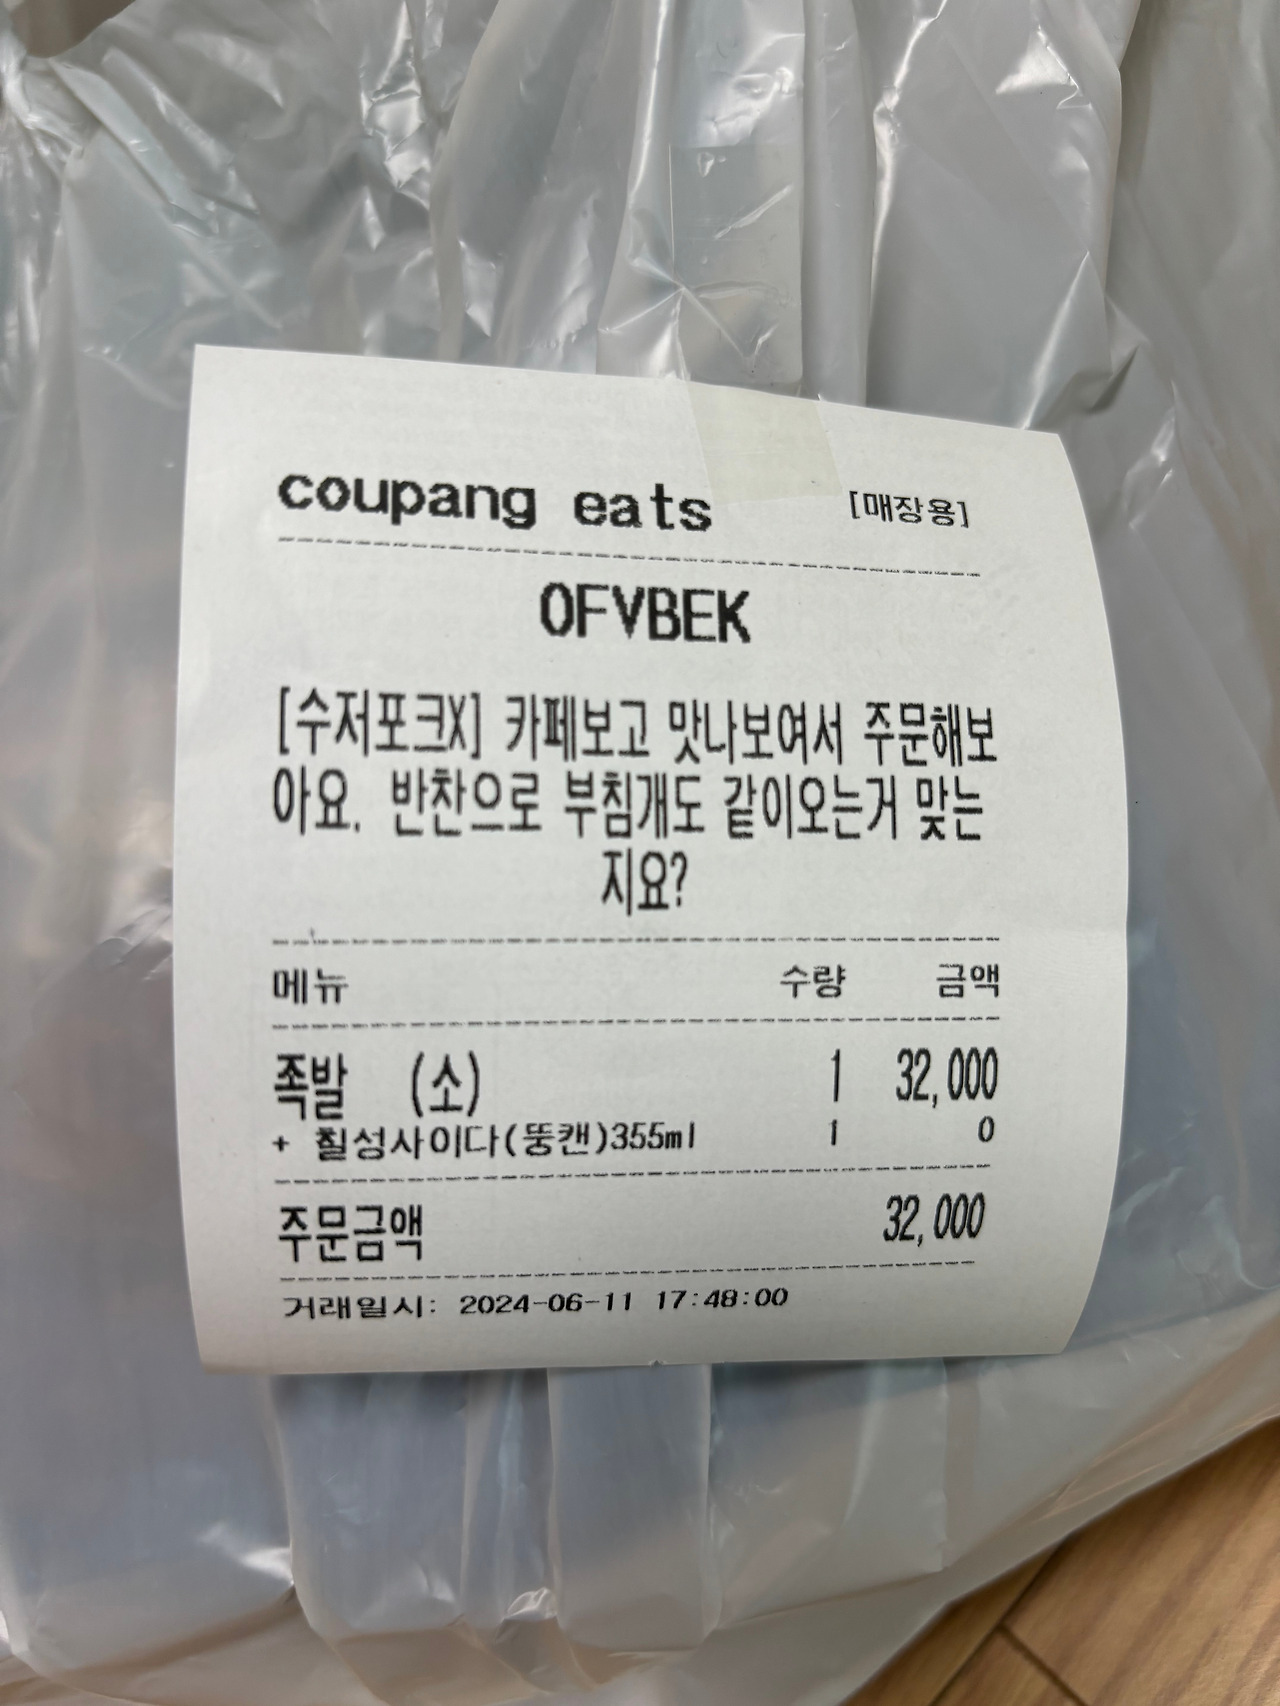 coupang eats [매장용]
0FVBEK
[수저포크X] 카페보고 맛나보여서 주문해보
아요. 반찬으로 부침개도 같이오는거 맞는
지요?
메뉴 수량 금액
족발 (소) 1 32,000
+ 칠성사이다(뚱캔)355ml 1 0
주문금액 32,000
거래일시: 2024-06-11 17:48:00